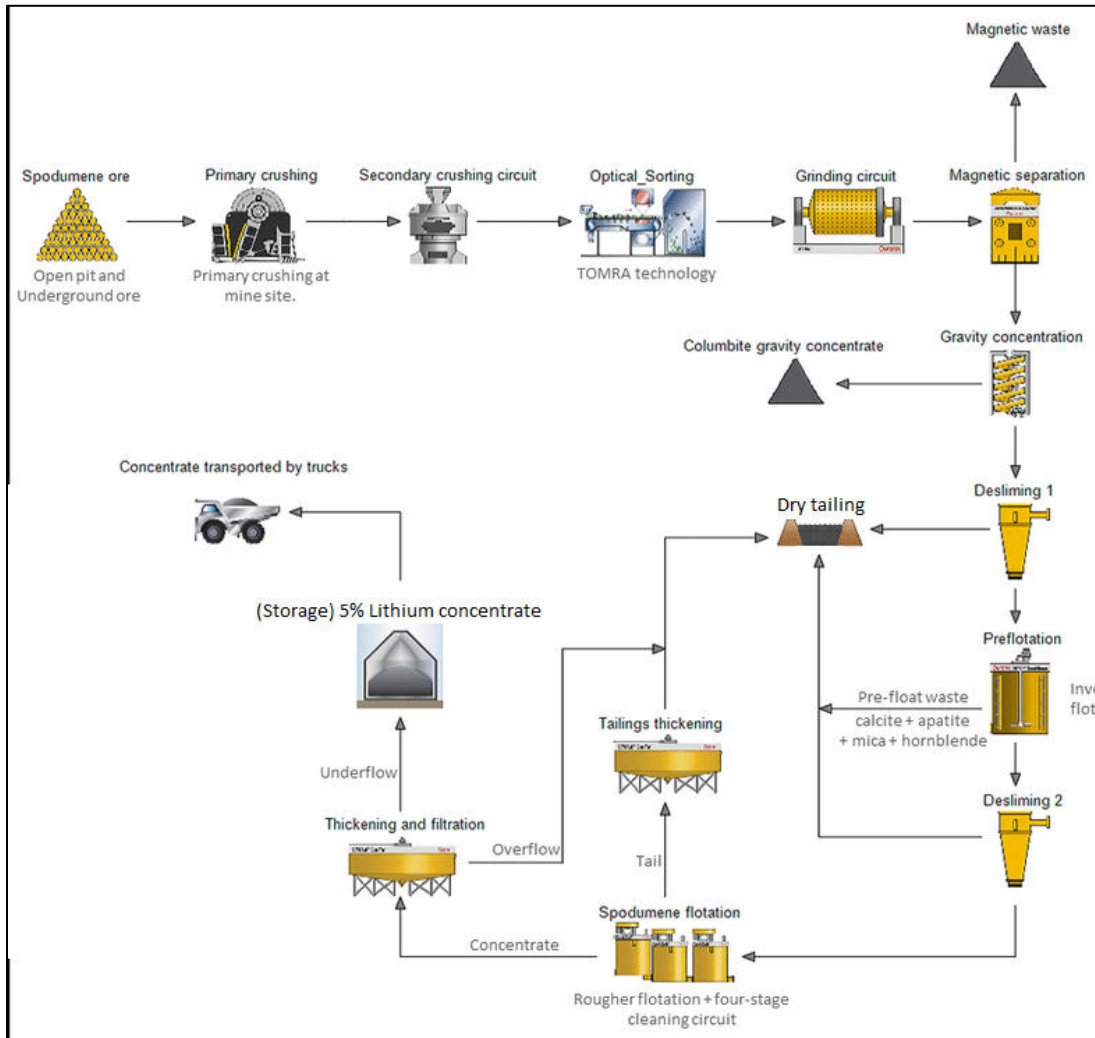 Magnetic waste
Spodumene ore
Primary crushing
Secondary crushing circuit
Optical_Sorting
Grinding circuit
Magnetic separation
Open pit and
Underground ore
Primary crushing at
mine site.
TOMRA technology
Columbite gravity concentrate
Gravity concentration
Concentrate transported by trucks
Dry tailing
Desliming 1
(Storage) 5% Lithium concentrate
Preflotation
Pre-float waste
calcite + apatite
+ mica + hornblende
Inve
flot
Tailings thickening
Underflow
Thickening and filtration
Overflow
Desliming 2
Tail
Spodumene flotation
Concentrate
Rougher flotation + four-stage
cleaning circuit